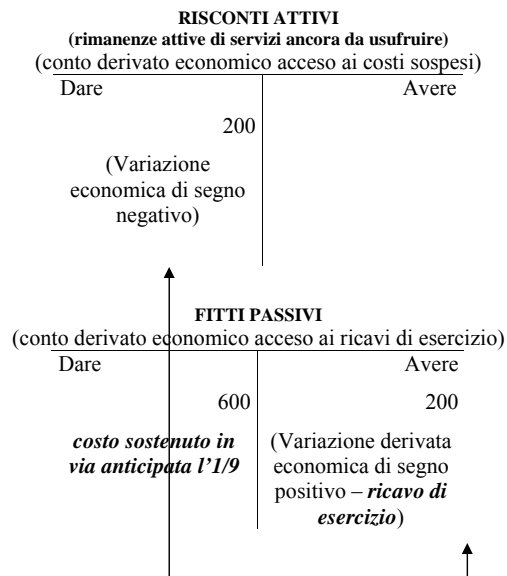 RISCONTI ATTIVI
(rimanenze attive di servizi ancora da usufruire)
(conto derivato economico acceso ai costi sospesi)
Dare Avere
200
(Variazione
economica di segno
negativo)
FITTI PASSIVI
(conto derivato economico acceso ai ricavi di esercizio)
Dare Avere
600 200
costo sostenuto in
via anticipata l'1/9
(Variazione derivata
economica di segno
positivo – ricavo di
esercizio)